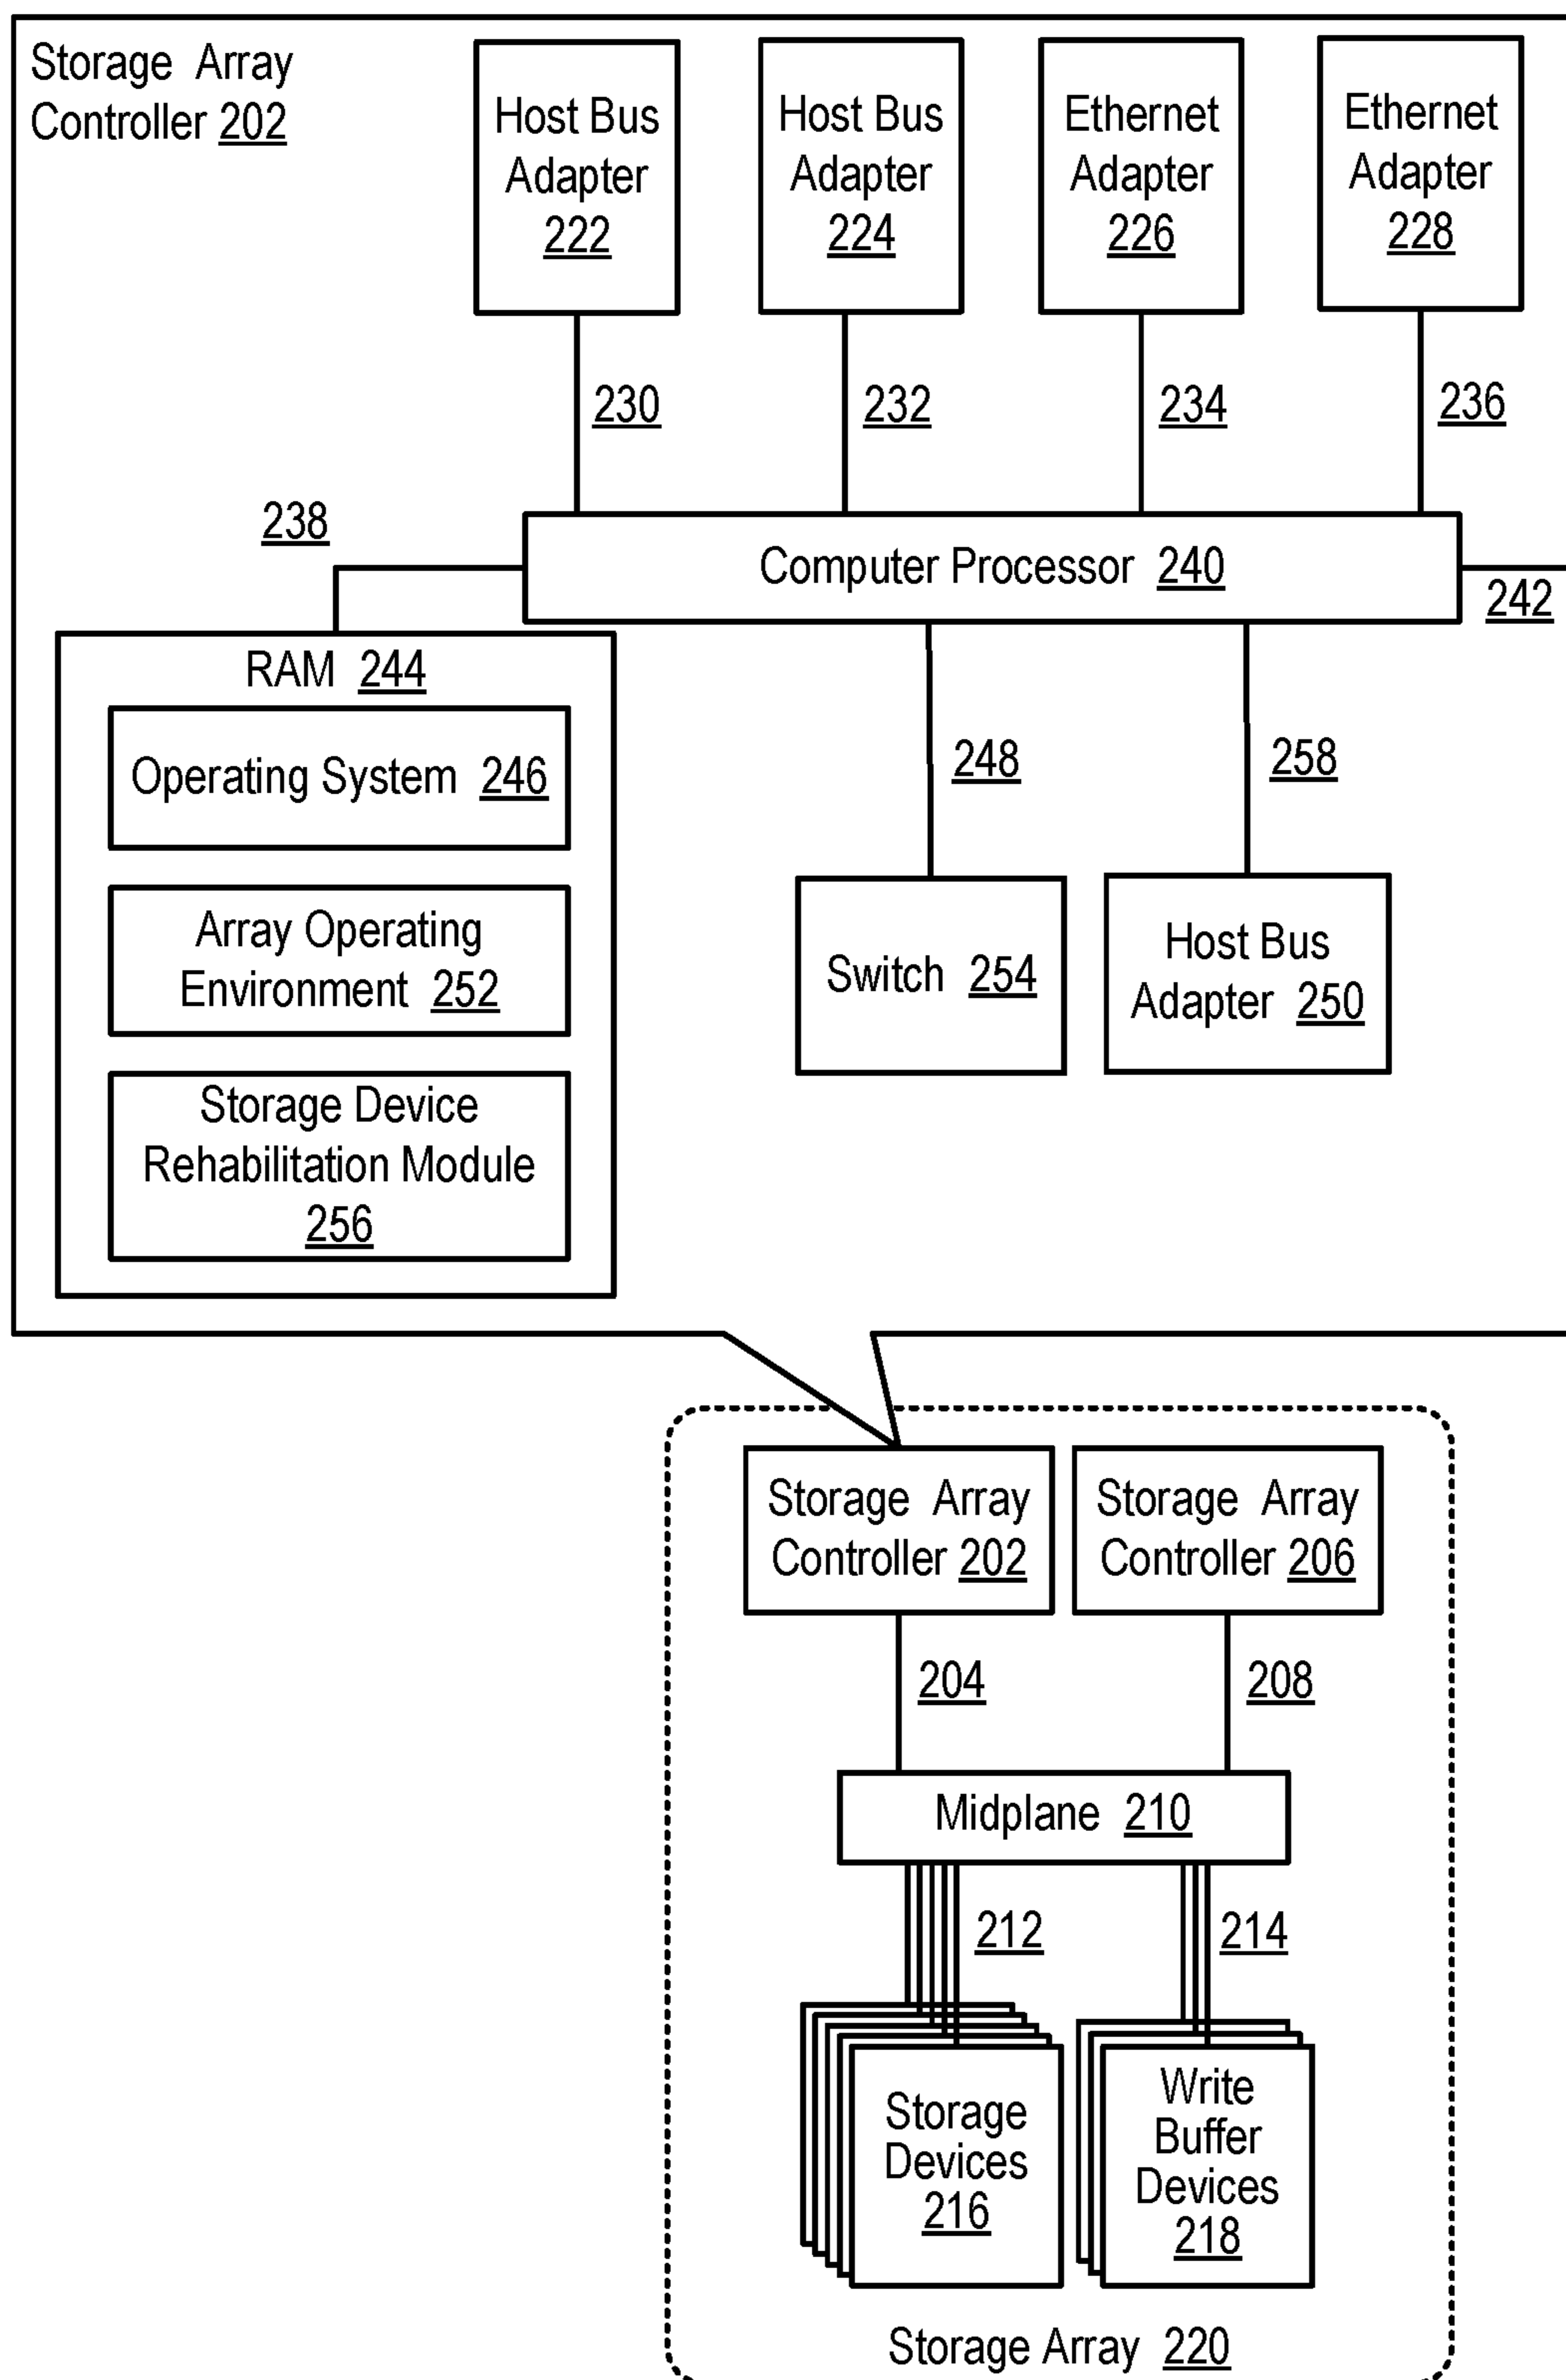 Storage Array
Controller 202
Host Bus
Adapter
222
Host Bus
Adapter
224
Ethernet
Adapter
226
Ethernet
Adapter
228
230
232
234
236
238
Computer Processor 240
242
RAM 244
Operating System 246
Array Operating
Environment 252
Storage Device
Rehabilitation Module
256
248
258
Switch 254
Host Bus
Adapter 250
Storage Array
Controller 202
Storage Array
Controller 206
204
208
Midplane 210
212
214
Storage
Devices
216
Write
Buffer
Devices
218
Storage Array 220